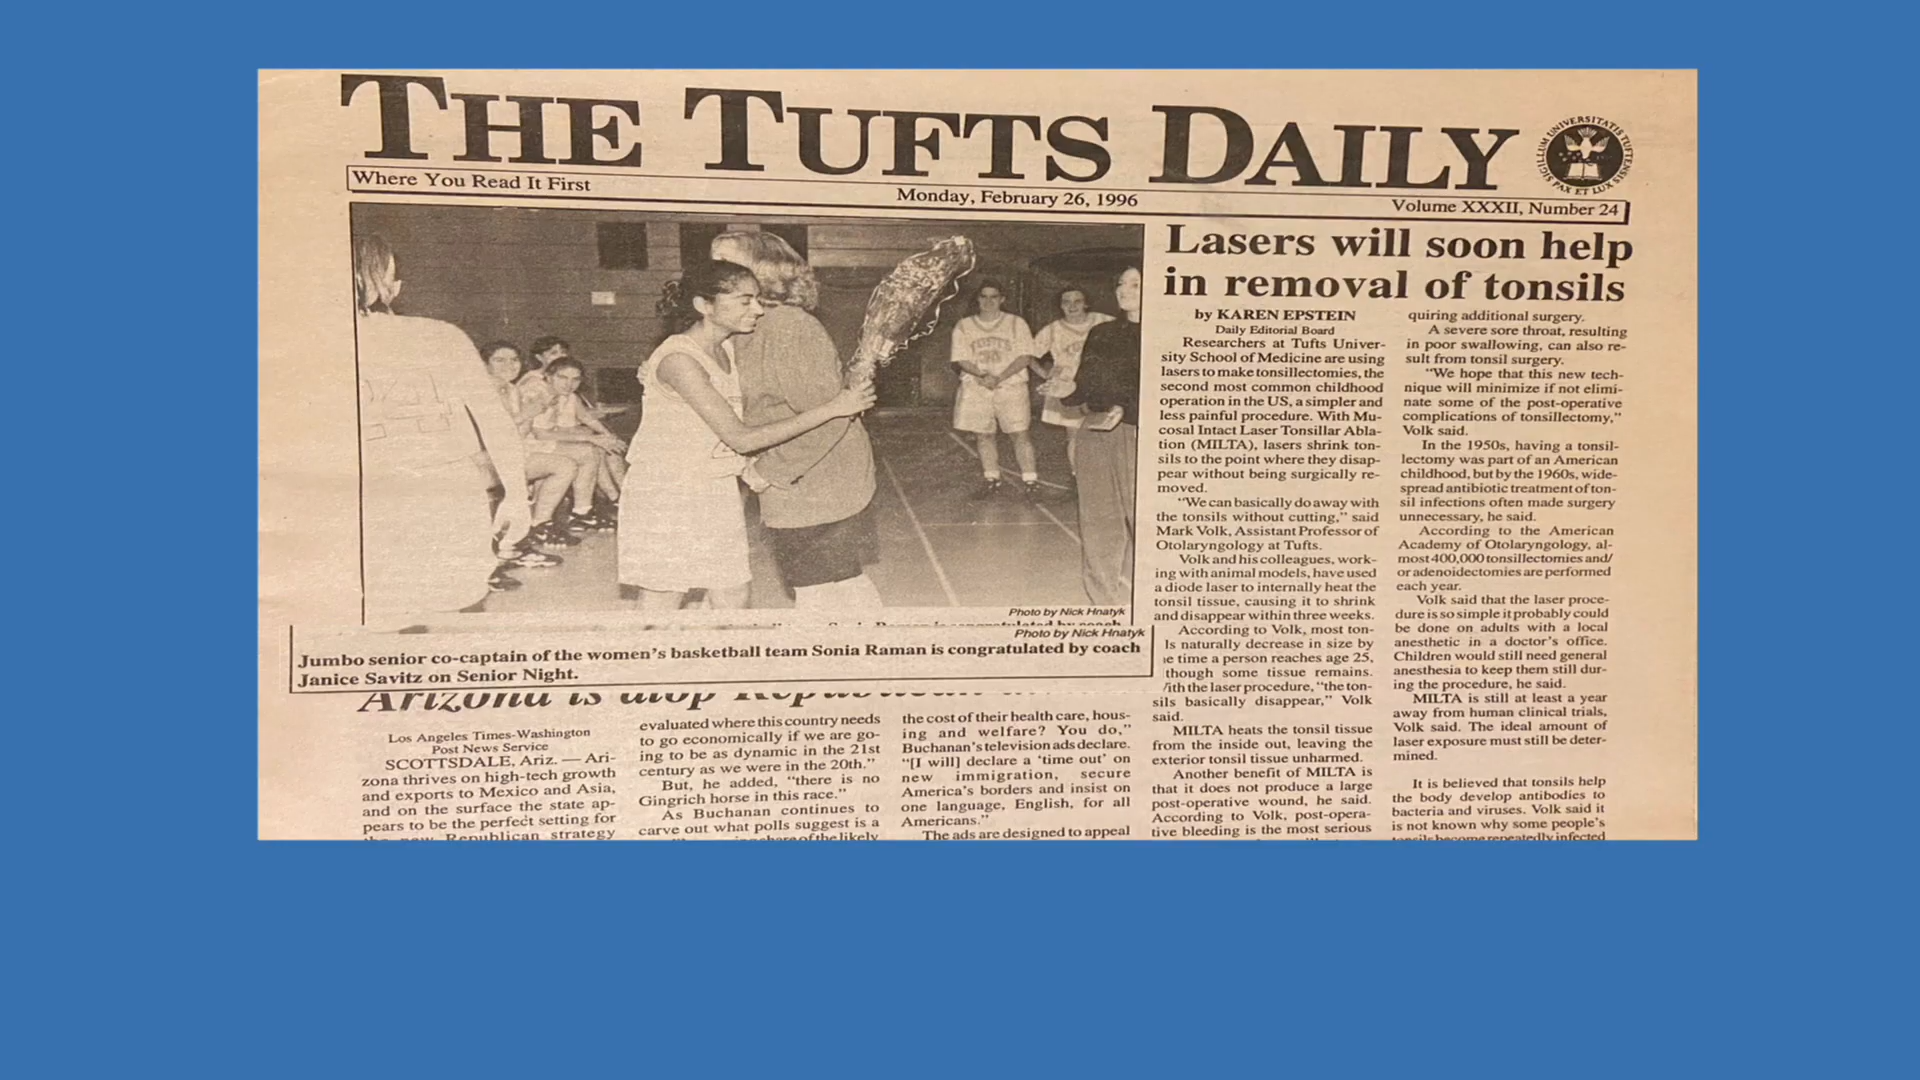 THE TUFTS DAILY
SIGILLUM UNIVERSITATIS TUFTENSIS
PAX ET LUX
Where You Read It First
Monday, February 26, 1996
Volume XXXII, Number 24
Photo by Nick Hnatyk
Photo by Nick Hnatyk
Jumbo senior co-captain of the women's basketball team Sonia Raman is congratulated by coach
Janice Savitz on Senior Night.
Lasers will soon help
in removal of tonsils
by KAREN EPSTEIN
Daily Editorial Board
Researchers at Tufts Univer-
sity School of Medicine are using
lasers to make tonsillectomies, the
second most common childhood
operation in the US, a simpler and
less painful procedure. With Mu-
cosal Intact Laser Tonsillar Abla-
tion (MILTA), lasers shrink ton-
sils to the point where they disap-
pear without being surgically re-
moved.
"We can basically do away with
the tonsils without cutting," said
Mark Volk, Assistant Professor of
Otolaryngology at Tufts.
Volk and his colleagues, work-
ing with animal models, have used
a diode laser to internally heat the
tonsil tissue, causing it to shrink
and disappear within three weeks.
According to Volk, most ton-
ls naturally decrease in size by
e time a person reaches age 25,
though some tissue remains.
ith the laser procedure, "the ton-
sils basically disappear," Volk
said.
MILTA heats the tonsil tissue
from the inside out, leaving the
exterior tonsil tissue unharmed.
Another benefit of MILTA is
that it does not produce a large
post-operative wound, he said.
According to Volk, post-opera-
tive bleeding is the most serious
quiring additional surgery.
A severe sore throat, resulting
in poor swallowing, can also re-
sult from tonsil surgery.
"We hope that this new tech-
nique will minimize if not elimi-
nate some of the post-operative
complications of tonsillectomy,"
Volk said.
In the 1950s, having a tonsil-
lectomy was part of an American
childhood, but by the 1960s, wide-
spread antibiotic treatment of ton-
sil infections often made surgery
unnecessary, he said.
According to the American
Academy of Otolaryngology, al-
most 400,000 tonsillectomies and/
or adenoidectomies are performed
each year.
Volk said that the laser proce-
dure is so simple it probably could
be done on adults with a local
anesthetic in a doctor's office.
Children would still need general
anesthesia to keep them still dur-
ing the procedure, he said.
MILTA is still at least a year
away from human clinical trials,
Volk said. The ideal amount of
laser exposure must still be deter-
mined.
It is believed that tonsils help
the body develop antibodies to
bacteria and viruses. Volk said it
is not known why some people's
tonsils become repeatedly infected
Arizona is atop Republican
Los Angeles Times-Washington
Post News Service
SCOTTSDALE, Ariz. — Ari-
zona thrives on high-tech growth
and exports to Mexico and Asia,
and on the surface the state ap-
pears to be the perfect setting for
the new Republican strategy
evaluated where this country needs
to go economically if we are go-
ing to be as dynamic in the 21st
century as we were in the 20th."
But, he added, "there is no
Gingrich horse in this race."
As Buchanan continues to
carve out what polls suggest is a
share of the likely
the cost of their health care, hous-
ing and welfare? You do,"
Buchanan's television ads declare.
"[I will] declare a 'time out' on
new immigration, secure
America's borders and insist on
one language, English, for all
Americans."
The ads are designed to appeal